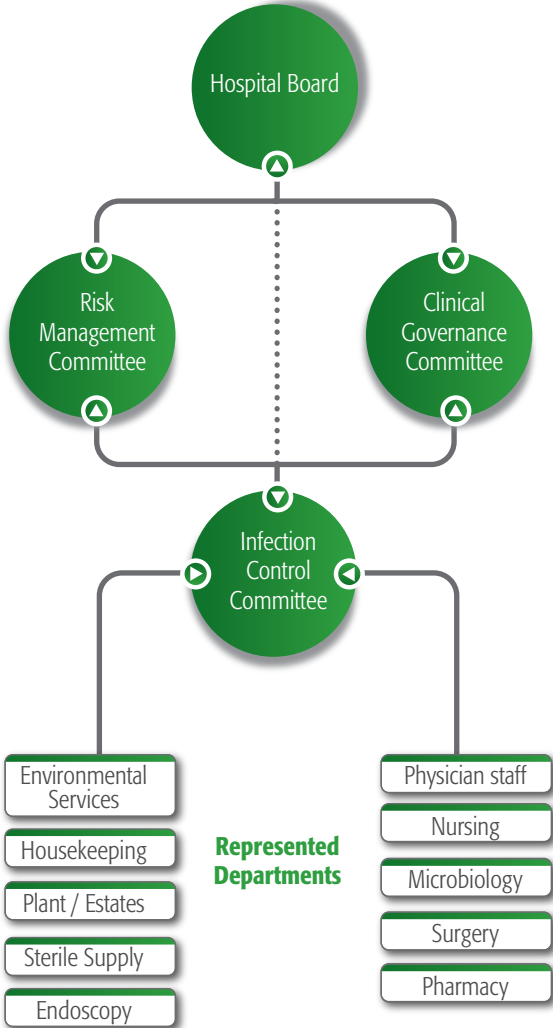 Hospital Board
Risk
Management
Committee
Clinical
Governance
Committee
Infection
Control
Committee
Environmental
Services
Housekeeping
Plant / Estates
Sterile Supply
Endoscopy
Represented
Departments
Physician staff
Nursing
Microbiology
Surgery
Pharmacy